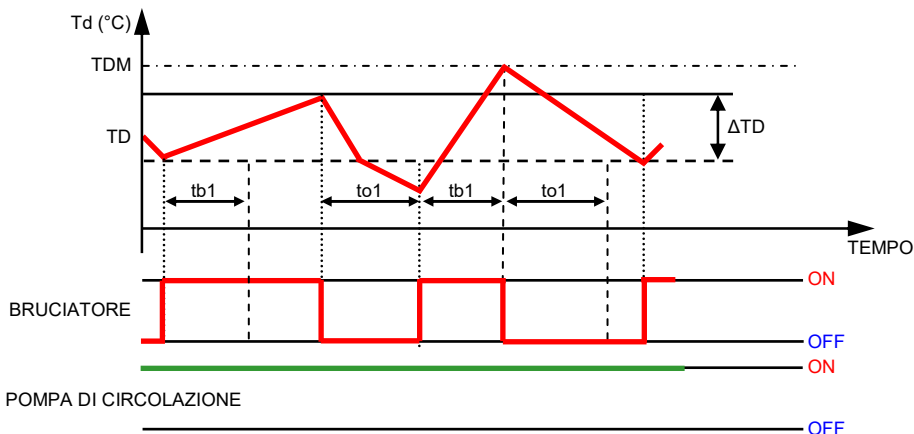 Td (°C)
TDM
TD
ΔTD
tb1
to1
tb1
to1
TEMPO
ON
BRUCIATORE
OFF
ON
POMPA DI CIRCOLAZIONE
OFF